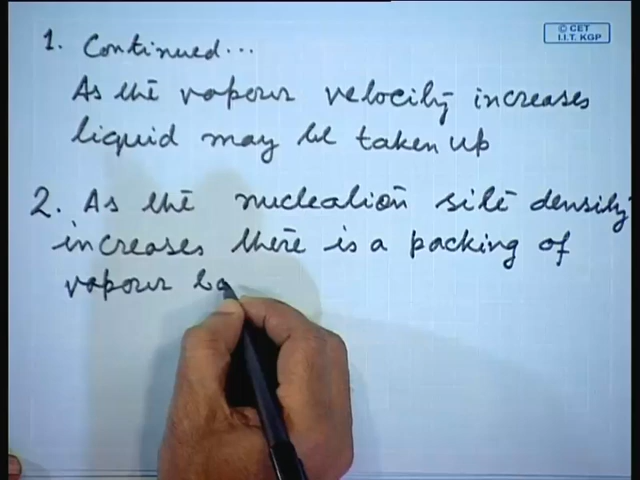 © CET
I.I.T. KGP
1. Continued...
As the vapour velocity increases
liquid may be taken up
2. As the nucleation site density
increases there is a packing of
vapour